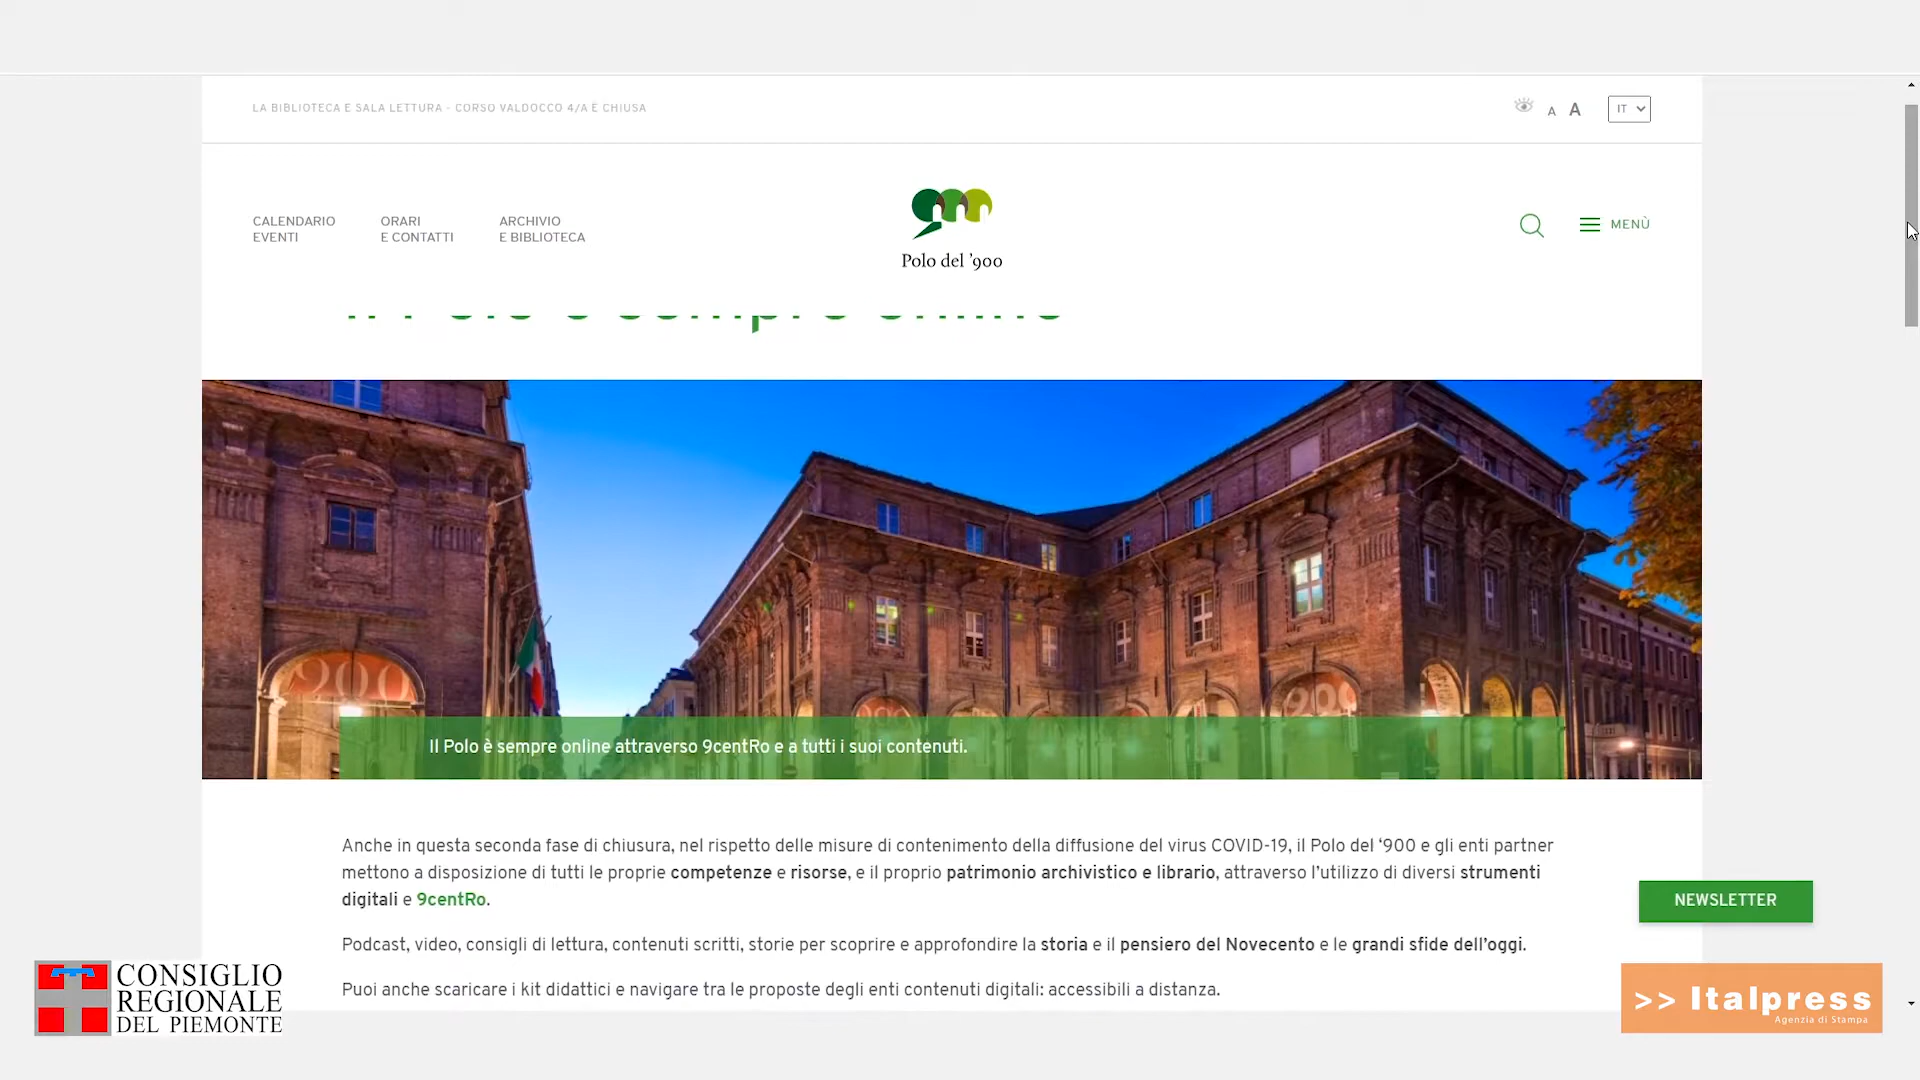 LA BIBLIOTECA E SALA LETTURA - CORSO VALDOCCO 4/A È CHIUSA
A A
IT
CALENDARIO
EVENTI
ORARI
E CONTATTI
ARCHIVIO
E BIBLIOTECA
Polo del '900
MENÙ
900
900
Il Polo è sempre online attraverso 9centRo e a tutti i suoi contenuti.
Anche in questa seconda fase di chiusura, nel rispetto delle misure di contenimento della diffusione del virus COVID-19, il Polo del ‘900 e gli enti partner
mettono a disposizione di tutti le proprie competenze e risorse, e il proprio patrimonio archivistico e librario, attraverso l’utilizzo di diversi strumenti
digitali e 9centRo.
NEWSLETTER
Podcast, video, consigli di lettura, contenuti scritti, storie per scoprire e approfondire la storia e il pensiero del Novecento e le grandi sfide dell’oggi.
Puoi anche scaricare i kit didattici e navigare tra le proposte degli enti contenuti digitali: accessibili a distanza.
CONSIGLIO
REGIONALE
DEL PIEMONTE
>> Italpress
Agenzia di Stampa